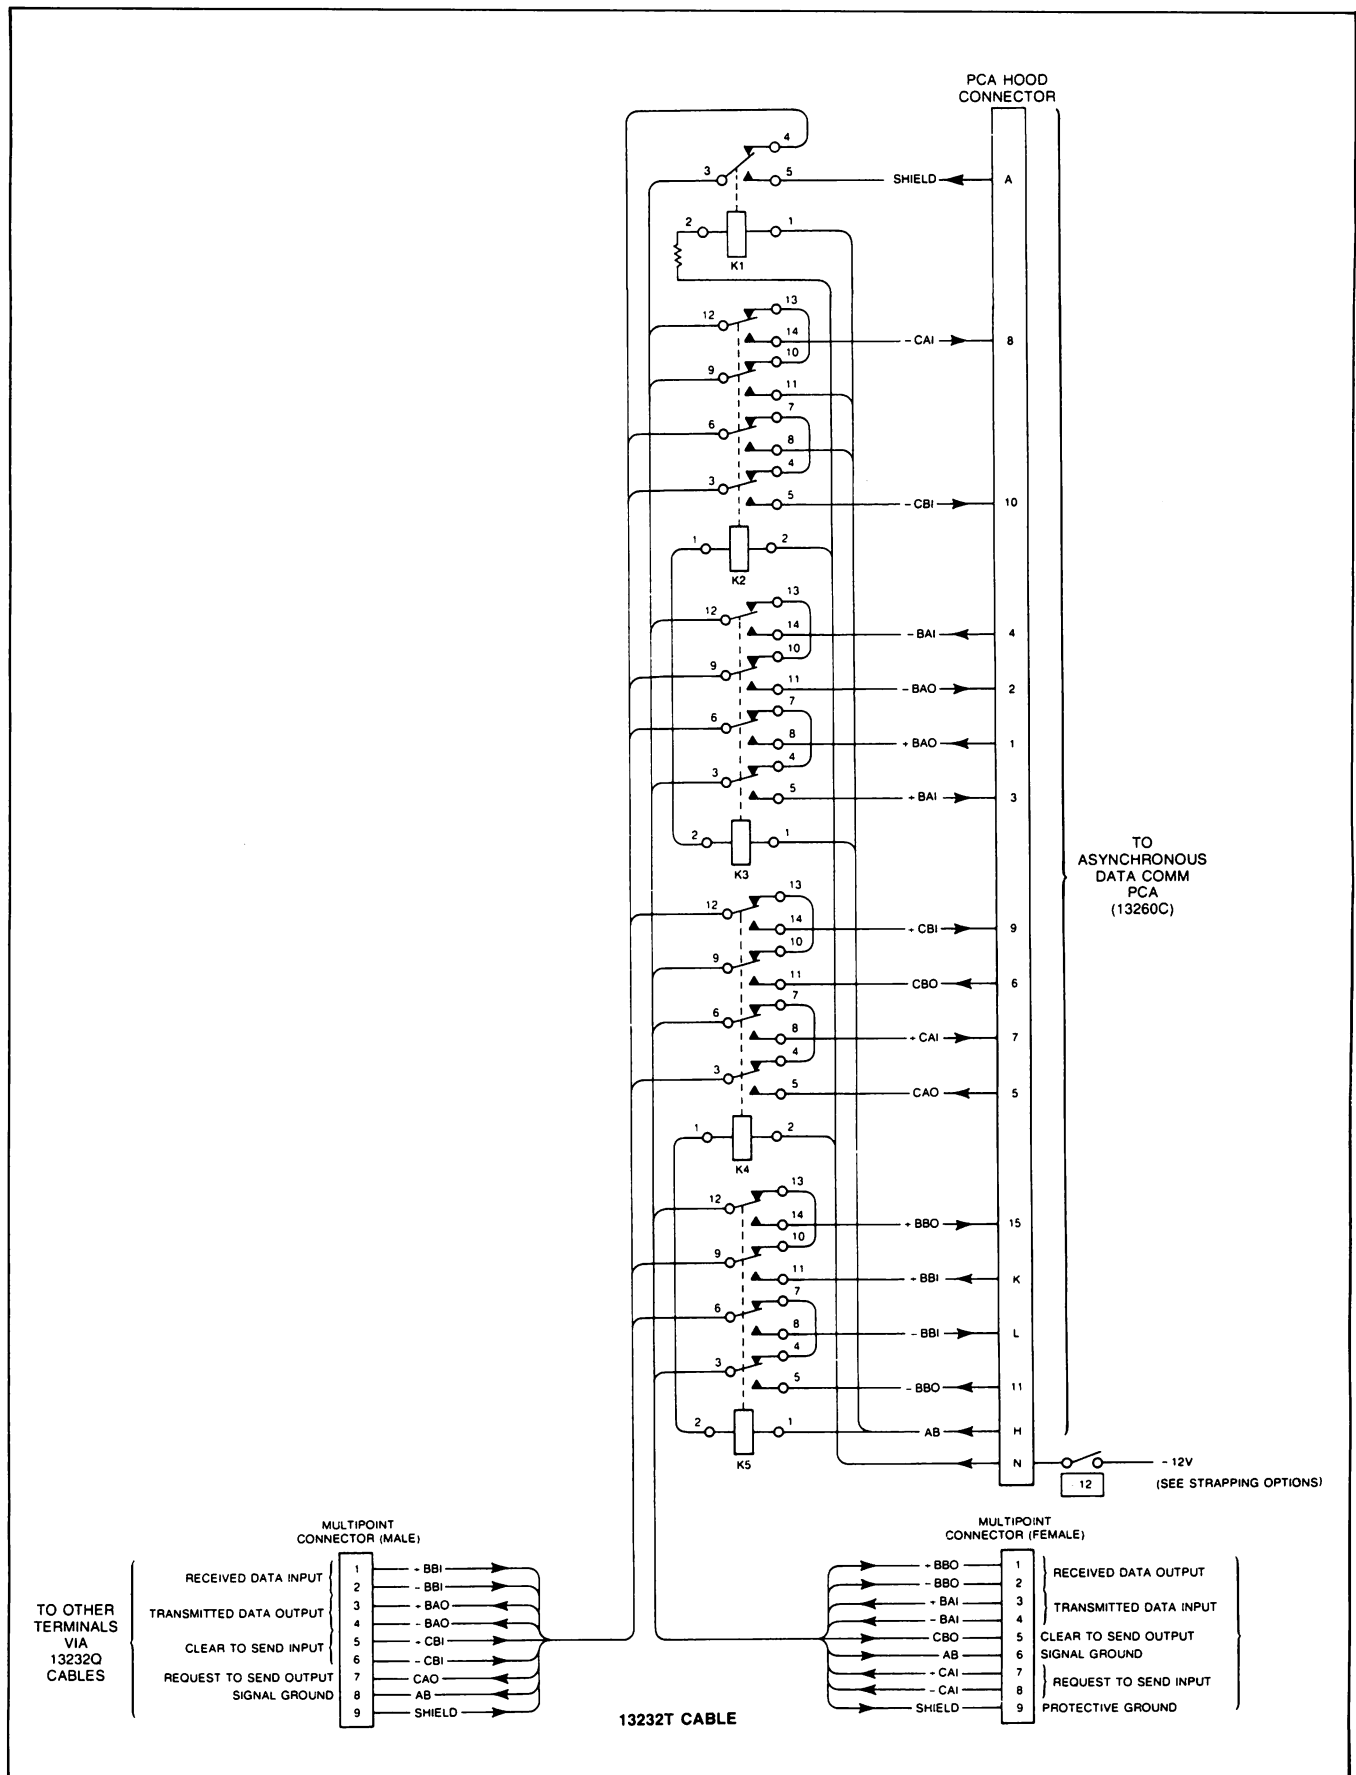 PCA HOOD
CONNECTOR
4
3
5
SHIELD
A
2
1
K1
13
12
14
- CAI
8
10
9
11
7
6
8
4
3
5
- CBI
10
1
2
K2
13
12
14
- BAI
4
10
9
11
- BAO
2
7
6
8
+ BAO
1
4
3
5
+ BAI
3
2
1
K3
TO
ASYNCHRONOUS
DATA COMM
PCA
(13260C)
13
12
14
+ CBI
9
10
9
11
CBO
6
7
6
8
+ CAI
7
4
3
5
CAO
5
1
2
K4
13
12
14
+ BBO
15
10
9
11
+ BBI
K
7
6
8
- BBI
L
4
3
5
- BBO
11
2
1
AB
H
K5
N
- 12V
12
(SEE STRAPPING OPTIONS)
MULTIPOINT
CONNECTOR (MALE)
TO OTHER
TERMINALS
VIA
13232Q
CABLES
RECEIVED DATA INPUT
1 + BBI
2 - BBI
TRANSMITTED DATA OUTPUT
3 + BAO
4 - BAO
CLEAR TO SEND INPUT
5 + CBI
6 - CBI
REQUEST TO SEND OUTPUT 7 CAO
SIGNAL GROUND 8 AB
9 SHIELD
13232T CABLE
MULTIPOINT
CONNECTOR (FEMALE)
+ BBO 1
- BBO 2
RECEIVED DATA OUTPUT
+ BAI 3
- BAI 4
TRANSMITTED DATA INPUT
CBO 5 CLEAR TO SEND OUTPUT
AB 6 SIGNAL GROUND
+ CAI 7
- CAI 8
REQUEST TO SEND INPUT
SHIELD 9 PROTECTIVE GROUND